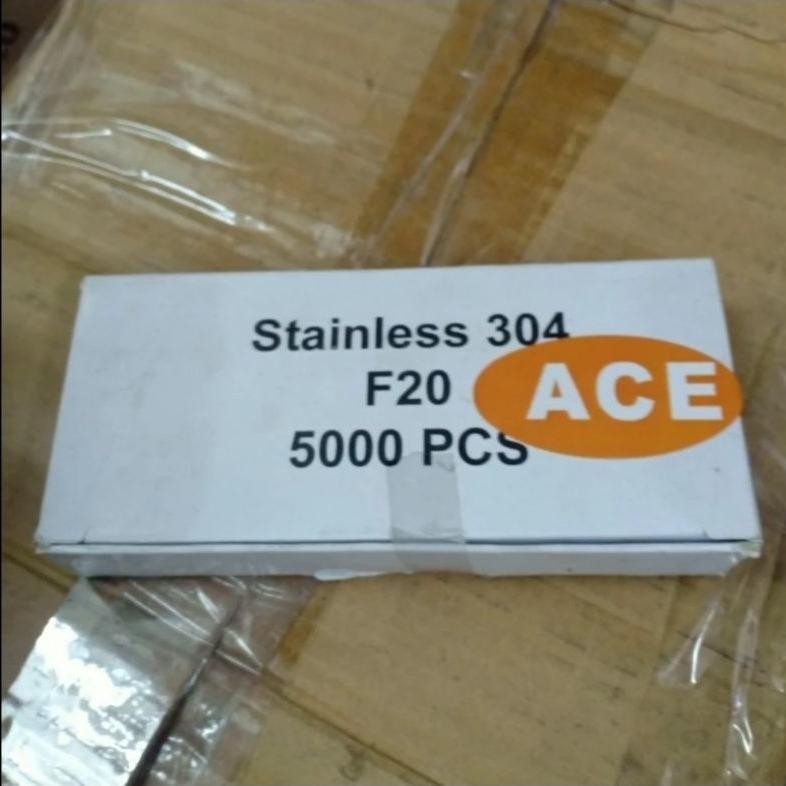 Stainless 304
F20
ACE
5000 PCS